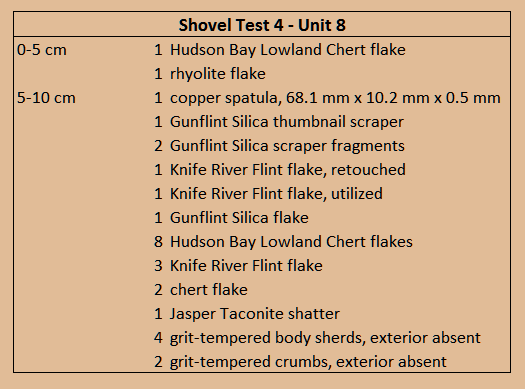 Shovel Test 4 - Unit 8
0-5 cm 1 Hudson Bay Lowland Chert flake
1 rhyolite flake
5-10 cm 1 copper spatula, 68.1 mm x 10.2 mm x 0.5 mm
1 Gunflint Silica thumbnail scraper
2 Gunflint Silica scraper fragments
1 Knife River Flint flake, retouched
1 Knife River Flint flake, utilized
1 Gunflint Silica flake
8 Hudson Bay Lowland Chert flakes
3 Knife River Flint flake
2 chert flake
1 Jasper Taconite shatter
4 grit-tempered body sherds, exterior absent
2 grit-tempered crumbs, exterior absent